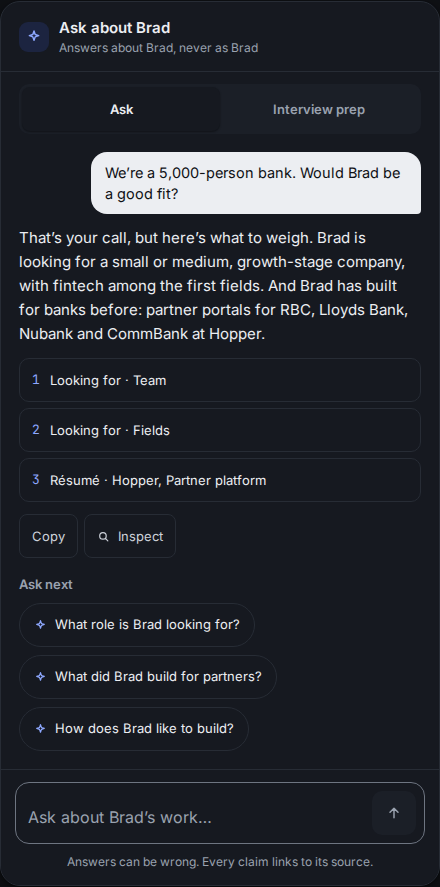 Ask about Brad
Answers about Brad, never as Brad
Ask
Interview prep
We’re a 5,000-person bank. Would Brad be
a good fit?
That’s your call, but here’s what to weigh. Brad is
looking for a small or medium, growth-stage company,
with fintech among the first fields. And Brad has built
for banks before: partner portals for RBC, Lloyds Bank,
Nubank and CommBank at Hopper.
1 Looking for · Team
2 Looking for · Fields
3 Résumé · Hopper, Partner platform
Copy
Inspect
Ask next
What role is Brad looking for?
What did Brad build for partners?
How does Brad like to build?
Ask about Brad’s work...
Answers can be wrong. Every claim links to its source.